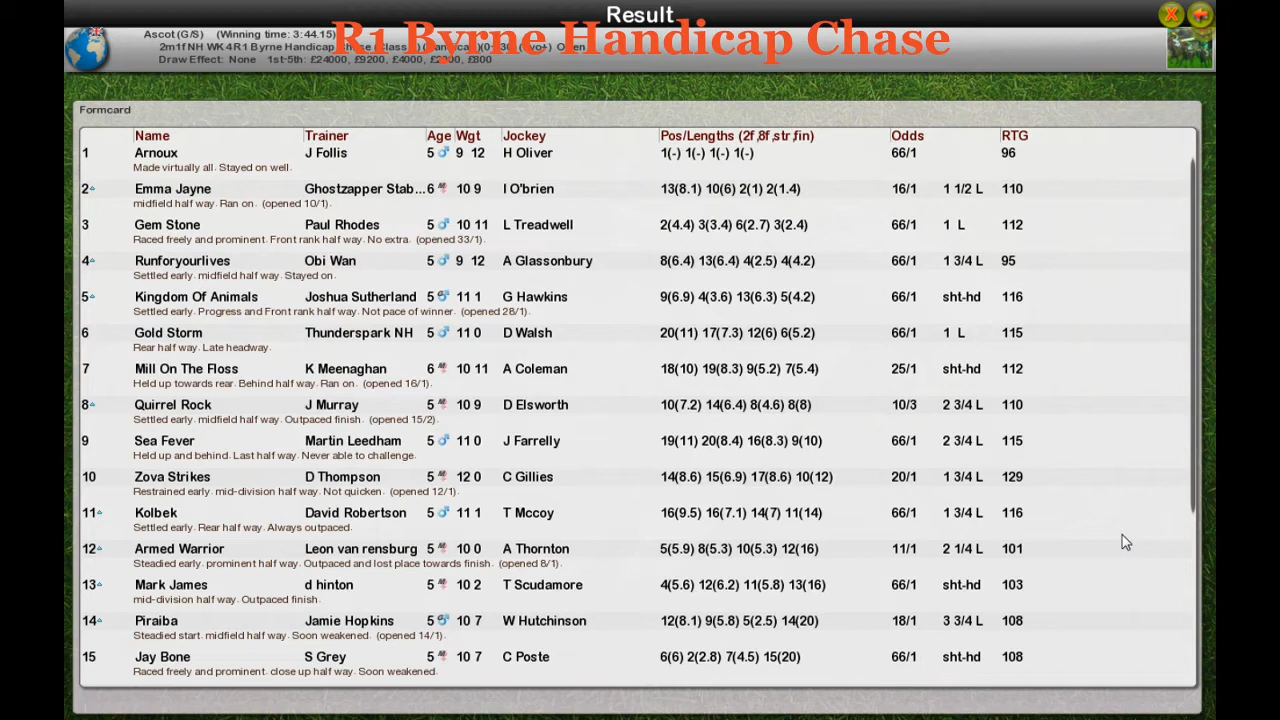 Result
R1 Byrne Handicap Chase
Ascot (G/S) (Winning time: 3:44.15)
2m1f NH WK4 R1 Byrne Handicap Chase
Draw Effect: None 1st-5th: £24000, £9200, £4000, £800
Formcard
Name Trainer Age Wgt Jockey Pos/Lengths (2f,8f,str,fin) Odds RTG
1 Arnoux J Follis 5 9 12 H Oliver 1(-) 1(-) 1(-) 1(-) 66/1 96
Made virtually all. Stayed on well.
2 Emma Jayne Ghostzapper Stab... 6 10 9 I O'brien 13(8.1) 10(6) 2(1) 2(1.4) 16/1 1 1/2 L 110
midfield half way. Ran on. (opened 10/1).
3 Gem Stone Paul Rhodes 5 10 11 L Treadwell 2(4.4) 3(3.4) 6(2.7) 3(2.4) 66/1 1 L 112
Raced freely and prominent. Front rank half way. No extra. (opened 33/1).
4 Runforyourlives Obi Wan 5 9 12 A Glassonbury 8(6.4) 13(6.4) 4(2.5) 4(4.2) 66/1 1 3/4 L 95
Settled early. midfield half way. Stayed on.
5 Kingdom Of Animals Joshua Sutherland 5 11 1 G Hawkins 9(6.9) 4(3.6) 13(6.3) 5(4.2) 66/1 sht-hd 116
Settled early. Progress and Front rank half way. Not pace of winner. (opened 28/1).
6 Gold Storm Thunderspark NH 5 11 0 D Walsh 20(11) 17(7.3) 12(6) 6(5.2) 66/1 1 L 115
Rear half way. Late headway.
7 Mill On The Floss K Meenaghan 6 10 11 A Coleman 18(10) 19(8.3) 9(5.2) 7(5.4) 25/1 sht-hd 112
Held up towards rear. Behind half way. Ran on. (opened 16/1).
8 Quirrel Rock J Murray 5 10 9 D Elsworth 10(7.2) 14(6.4) 8(4.6) 8(8) 10/3 2 3/4 L 110
Settled early. midfield half way. Outpaced finish. (opened 15/2).
9 Sea Fever Martin Leedham 5 11 0 J Farrelly 19(11) 20(8.4) 16(8.3) 9(10) 66/1 2 3/4 L 115
Held up and behind. Last half way. Never able to challenge.
10 Zova Strikes D Thompson 5 12 0 C Gillies 14(8.6) 15(6.9) 17(8.6) 10(12) 20/1 1 3/4 L 129
Restrained early. mid-division half way. Not quicken. (opened 12/1).
11 Kolbek David Robertson 5 11 1 T Mccoy 16(9.5) 16(7.1) 14(7) 11(14) 66/1 1 3/4 L 116
Settled early. Rear half way. Always outpaced.
12 Armed Warrior Leon van rensburg 5 10 0 A Thornton 5(5.9) 8(5.3) 10(5.3) 12(16) 11/1 2 1/4 L 101
Steadied early. prominent half way. Outpaced and lost place towards finish. (opened 8/1).
13 Mark James d hinton 5 10 2 T Scudamore 4(5.6) 12(6.2) 11(5.8) 13(16) 66/1 sht-hd 103
mid-division half way. Outpaced finish.
14 Piraiba Jamie Hopkins 5 10 7 W Hutchinson 12(8.1) 9(5.8) 5(2.5) 14(20) 18/1 3 3/4 L 108
Steadied start. midfield half way. Soon weakened. (opened 14/1).
15 Jay Bone S Grey 5 10 7 C Poste 6(6) 2(2.8) 7(4.5) 15(20) 66/1 sht-hd 108
Raced freely and prominent. close up half way. Soon weakened.